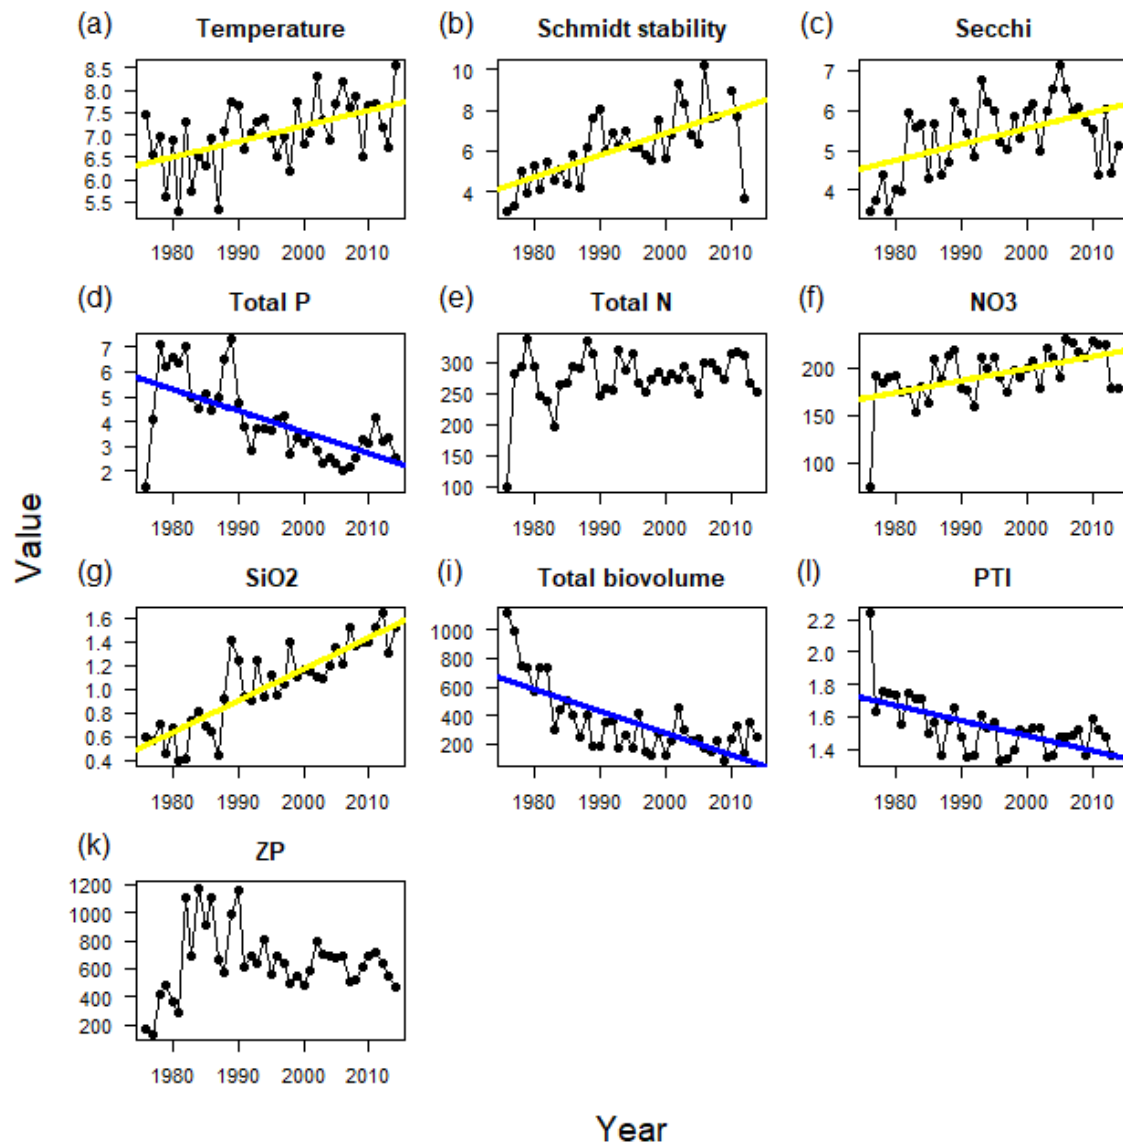 (a) Temperature
8.5
8.0
7.5
7.0
6.5
6.0
5.5
1980 1990 2000 2010
(b) Schmidt stability
10
8
6
4
1980 1990 2000 2010
(c) Secchi
7
6
5
4
1980 1990 2000 2010
(d) Total P
7
6
5
4
3
2
1980 1990 2000 2010
(e) Total N
300
250
200
150
100
1980 1990 2000 2010
(f) NO3
200
150
100
1980 1990 2000 2010
(g) SiO2
1.6
1.4
1.2
1.0
0.8
0.6
0.4
1980 1990 2000 2010
(i) Total biovolume
1000
800
600
400
200
1980 1990 2000 2010
(l) PTI
2.2
2.0
1.8
1.6
1.4
1980 1990 2000 2010
(k) ZP
1200
1000
800
600
400
200
1980 1990 2000 2010
Value
Year